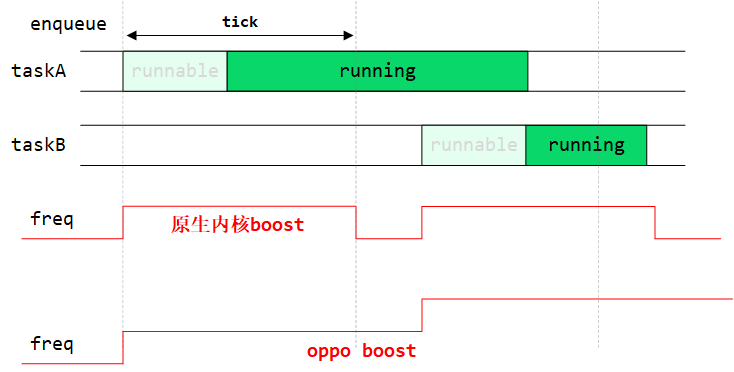 enqueue
tick
taskA
runnable
running
taskB
runnable
running
freq
原生内核boost
freq
oppo boost